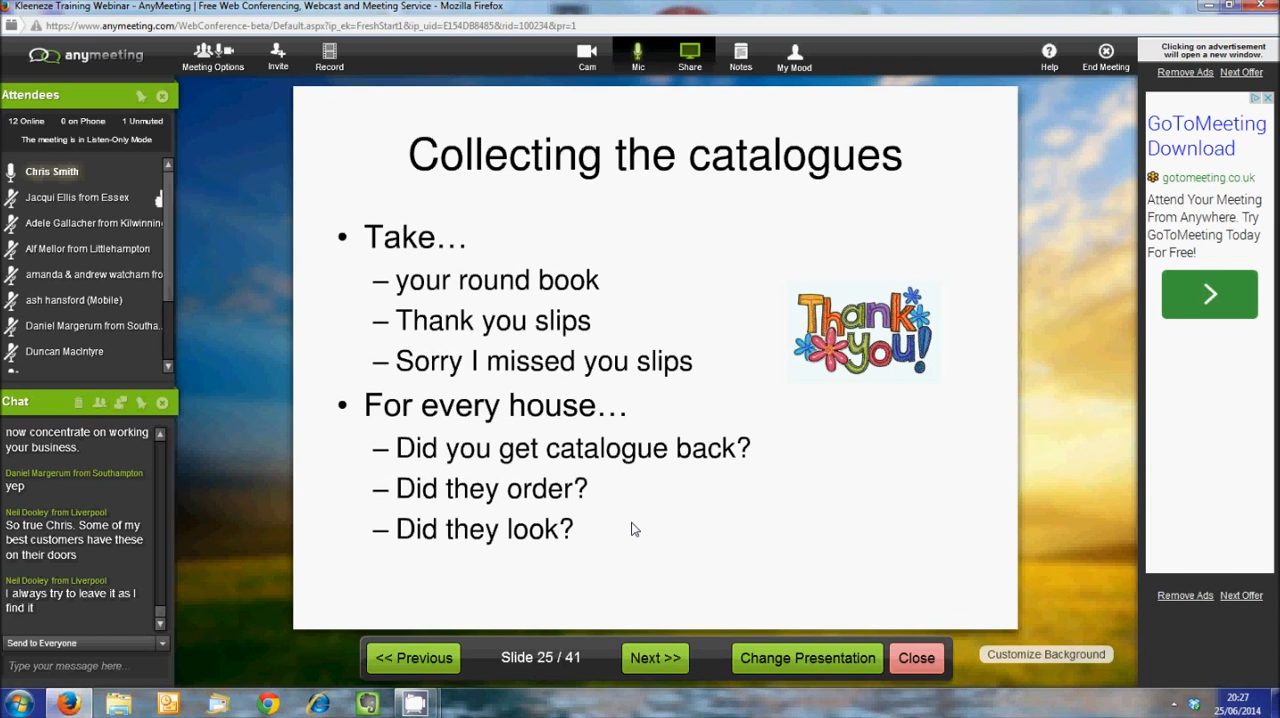 Kleeneze Training Webinar - AnyMeeting | Free Web Conferencing, Webcast and Meeting Service - Mozilla Firefox
https://www.anymeeting.com/WebConference-beta/Default.aspx?ip_ek=FreshStart1&ip_uid=E154DB8485&rid=100234&pr=1
anymeeting
Meeting Options
Invite
Record
Cam
Mic
Share
Notes
My Mood
Help
End Meeting
Clicking on advertisement
will open a new window.
Remove Ads Next Offer
Attendees
12 Online 0 on Phone 1 Unmuted
The meeting is in Listen-Only Mode
Chris Smith
Jacqui Ellis from Essex
Adele Gallacher from Kilwinnin
Alf Mellor from Littlehampton
amanda & andrew watcham fro
ash hansford (Mobile)
Daniel Margerum from Southa...
Duncan MacIntyre
Chat
now concentrate on working
your business.
Daniel Margerum from Southampton
yep
Neil Dooley from Liverpool
So true Chris. Some of my
best customers have these
on their doors
Neil Dooley from Liverpool
I always try to leave it as I
find it
Send to Everyone
Type your message here...
Collecting the catalogues
• Take…
– your round book
– Thank you slips
– Sorry I missed you slips
• For every house…
– Did you get catalogue back?
– Did they order?
– Did they look?
Thank
you!
<< Previous
Slide 25 / 41
Next >>
Change Presentation
Close
Customize Background
GoToMeeting
Download
gotomeeting.co.uk
Attend Your Meeting
From Anywhere. Try
GoToMeeting Today
For Free!
Remove Ads Next Offer
20:27
25/06/2014